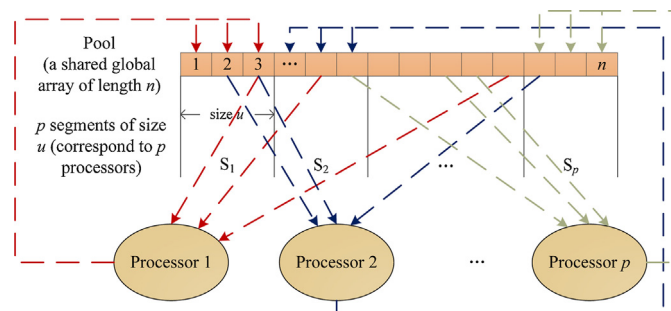 Pool
(a shared global
array of length n)
1 2 3 ... n
size u
p segments of size
u (correspond to p
processors)
S1 S2 ... Sp
Processor 1 Processor 2 ... Processor p